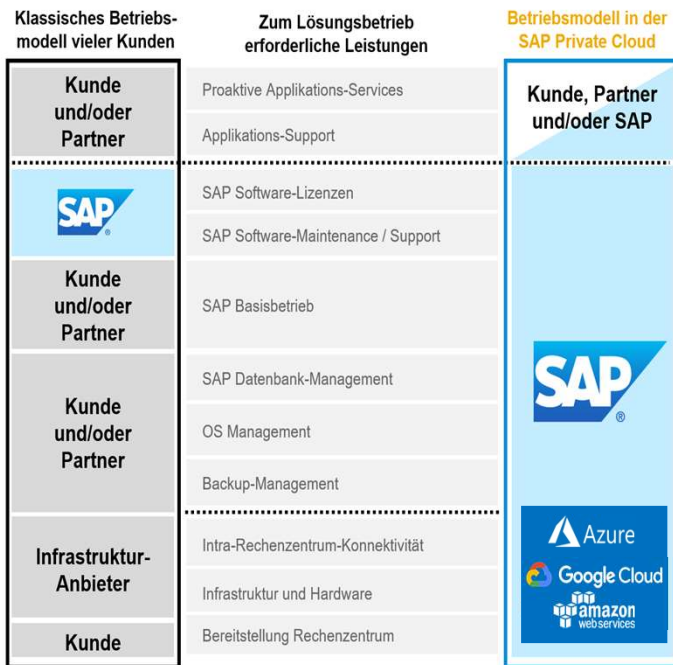 Klassisches Betriebs-
modell vieler Kunden
Zum Lösungsbetrieb
erforderliche Leistungen
Betriebsmodell in der
SAP Private Cloud
Kunde
und/oder
Partner
Proaktive Applikations-Services
Applikations-Support
Kunde, Partner
und/oder SAP
SAP
®
SAP Software-Lizenzen
SAP Software-Maintenance / Support
Kunde
und/oder
Partner
SAP Basisbetrieb
Kunde
und/oder
Partner
SAP Datenbank-Management
OS Management
Backup-Management
SAP
®
Infrastruktur-
Anbieter
Intra-Rechenzentrum-Konnektivität
Infrastruktur und Hardware
Kunde
Bereitstellung Rechenzentrum
Azure
Google Cloud
amazon
web services